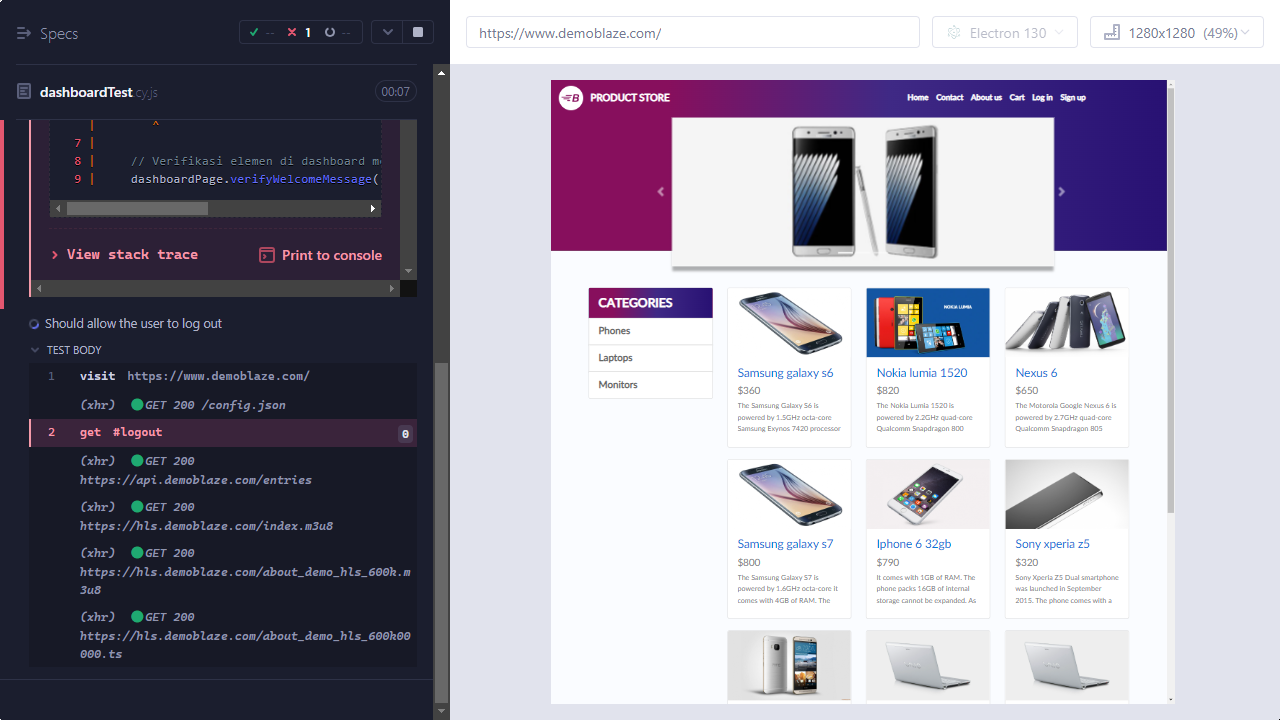 Specs
-- 1 --
dashboardTest.cy.js
00:07
| ^
7 |
8 | // Verifikasi elemen di dashboard
9 | dashboardPage.verifyWelcomeMessage(
View stack trace
Print to console
Should allow the user to log out
TEST BODY
1 visit https://www.demoblaze.com/
(xhr) GET 200 /config.json
2 get #logout 0
(xhr) GET 200
https://api.demoblaze.com/entries
(xhr) GET 200
https://hls.demoblaze.com/index.m3u8
(xhr) GET 200
https://hls.demoblaze.com/about_demo_hls_600k.m
3u8
(xhr) GET 200
https://hls.demoblaze.com/about_demo_hls_600k00
000.ts
https://www.demoblaze.com/
Electron 130
1280x1280 (49%)
PRODUCT STORE
Home Contact About us Cart Log in Sign up
CATEGORIES
Phones
Laptops
Monitors
Samsung galaxy s6
$360
The Samsung Galaxy S6 is
powered by 1.5GHz octa-core
Samsung Exynos 7420 processor
NOKIA LUMIA
Nokia lumia 1520
$820
The Nokia Lumia 1520 is
powered by 2.2GHz quad-core
Qualcomm Snapdragon 800
Nexus 6
$650
The Motorola Google Nexus 6 is
powered by 2.7GHz quad-core
Qualcomm Snapdragon 805
Samsung galaxy s7
$800
The Samsung Galaxy S7 is
powered by 1.6GHz octa-core it
comes with 4GB of RAM. The
Iphone 6 32gb
$790
It comes with 1GB of RAM. The
phone packs 16GB of internal
storage cannot be expanded. As
Sony xperia z5
$320
Sony Xperia Z5 Dual smartphone
was launched in September
2015. The phone comes with a